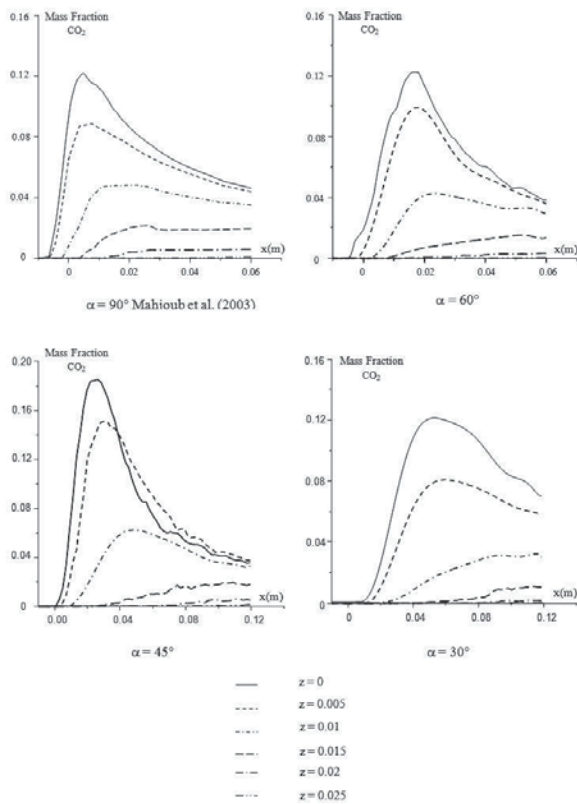 Mass Fraction
CO2
0.16
0.12
0.08
0.04
0
0
0.02
0.04
0.06
x(m)
α = 90° Mahioub et al. (2003)
Mass Fraction
CO2
0.16
0.12
0.08
0.04
0
0
0.02
0.04
0.06
x(m)
α = 60°
Mass Fraction
CO2
0.20
0.16
0.12
0.08
0.04
0
0.00
0.04
0.08
0.12
x(m)
α = 45°
Mass Fraction
CO2
0.16
0.12
0.08
0.04
0
0
0.04
0.08
0.12
x(m)
α = 30°
z = 0
z = 0.005
z = 0.01
z = 0.015
z = 0.02
z = 0.025